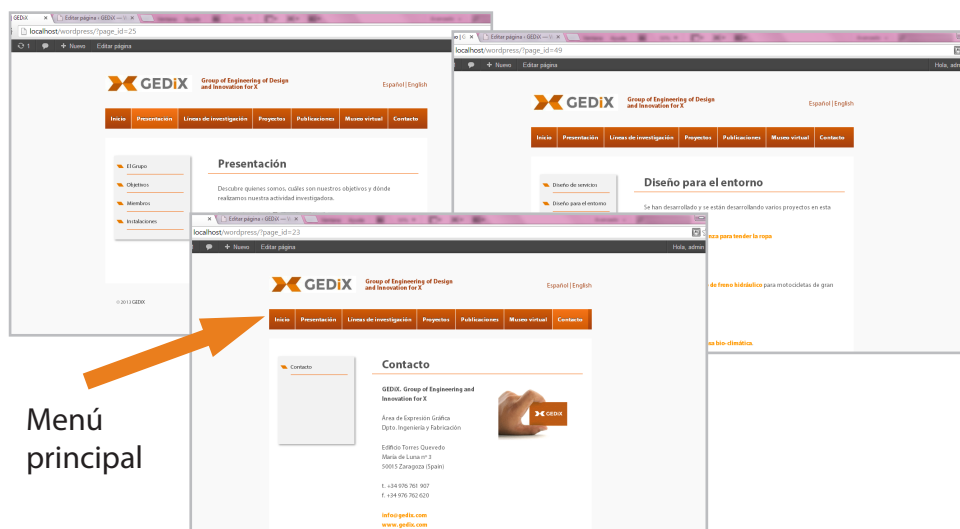 GEDiX
Editar página ‹ GEDiX — W
localhost/wordpress/?page_id=25
1 + Nuevo Editar página
GEDiX
Group of Engineering of Design
and Innovation for X
Español | English
Inicio Presentación Líneas de investigación Proyectos Publicaciones Museo virtual Contacto
El Grupo
Objetivos
Miembros
Instalaciones
Presentación
Descubre quienes somos, cuáles son nuestros objetivos y dónde
realizamos nuestra actividad investigadora.
© 2013 GEDIX
Editar página ‹ GEDiX — W
localhost/wordpress/?page_id=49
+ Nuevo Editar página Hola, adm
GEDiX
Group of Engineering of Design
and Innovation for X
Español | English
Inicio Presentación Líneas de investigación Proyectos Publicaciones Museo virtual Contacto
Diseño de servicios
Diseño para el entorno
Diseño para el entorno
Se han desarrollado y se están desarrollando varios proyectos en esta
para tender la ropa
de freno hidráulico para motocicletas de gran
bio-climática.
Editar página ‹ GEDiX — W
localhost/wordpress/?page_id=23
+ Nuevo Editar página Hola, admin
GEDiX
Group of Engineering of Design
and Innovation for X
Español | English
Inicio Presentación Líneas de investigación Proyectos Publicaciones Museo virtual Contacto
Contacto
Contacto
GEDiX. Group of Engineering and
Innovation for X
Área de Expresión Gráfica
Dpto. Ingeniería y Fabricación
Edificio Torres Quevedo
María de Luna nº 3
50015 Zaragoza (Spain)
t. +34 976 761 907
f. +34 976 762 620
info@gedix.com
www.gedix.com
GEDiX
Menú
principal